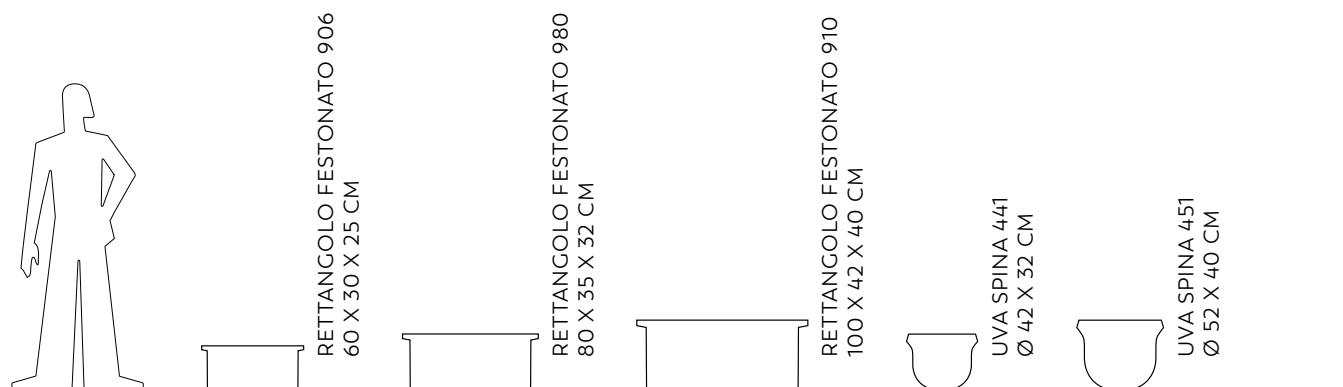 RETTANGOLO FESTONATO 906
60 X 30 X 25 CM
RETTANGOLO FESTONATO 980
80 X 35 X 32 CM
RETTANGOLO FESTONATO 910
100 X 42 X 40 CM
UVA SPINA 441
Ø 42 X 32 CM
UVA SPINA 451
Ø 52 X 40 CM